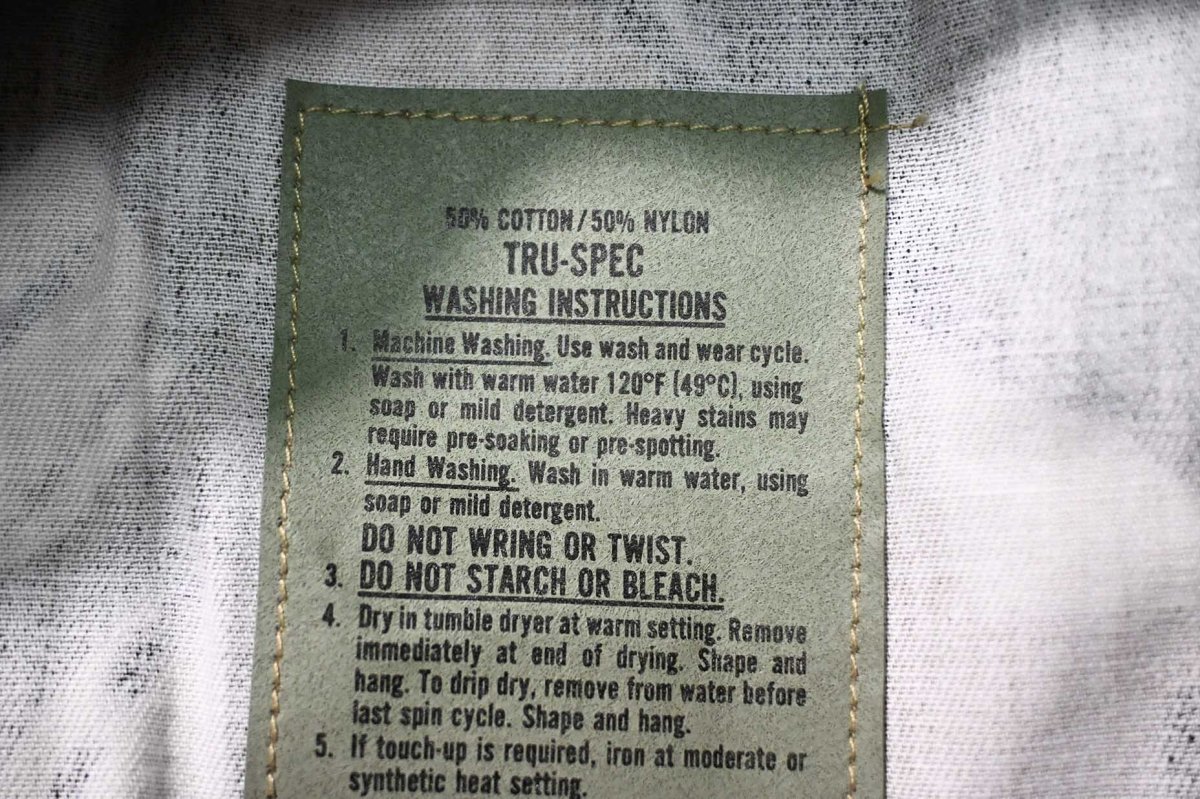 50% COTTON/50% NYLON
TRU-SPEC
WASHING INSTRUCTIONS
1. Machine Washing. Use wash and wear cycle.
Wash with warm water 120°F (49°C), using
soap or mild detergent. Heavy stains may
require pre-soaking or pre-spotting.
2. Hand Washing. Wash in warm water, using
soap or mild detergent.
DO NOT WRING OR TWIST.
3. DO NOT STARCH OR BLEACH.
4. Dry in tumble dryer at warm setting. Remove
immediately at end of drying. Shape and
hang. To drip dry, remove from water before
last spin cycle. Shape and hang.
5. If touch-up is required, iron at moderate or
synthetic heat setting.